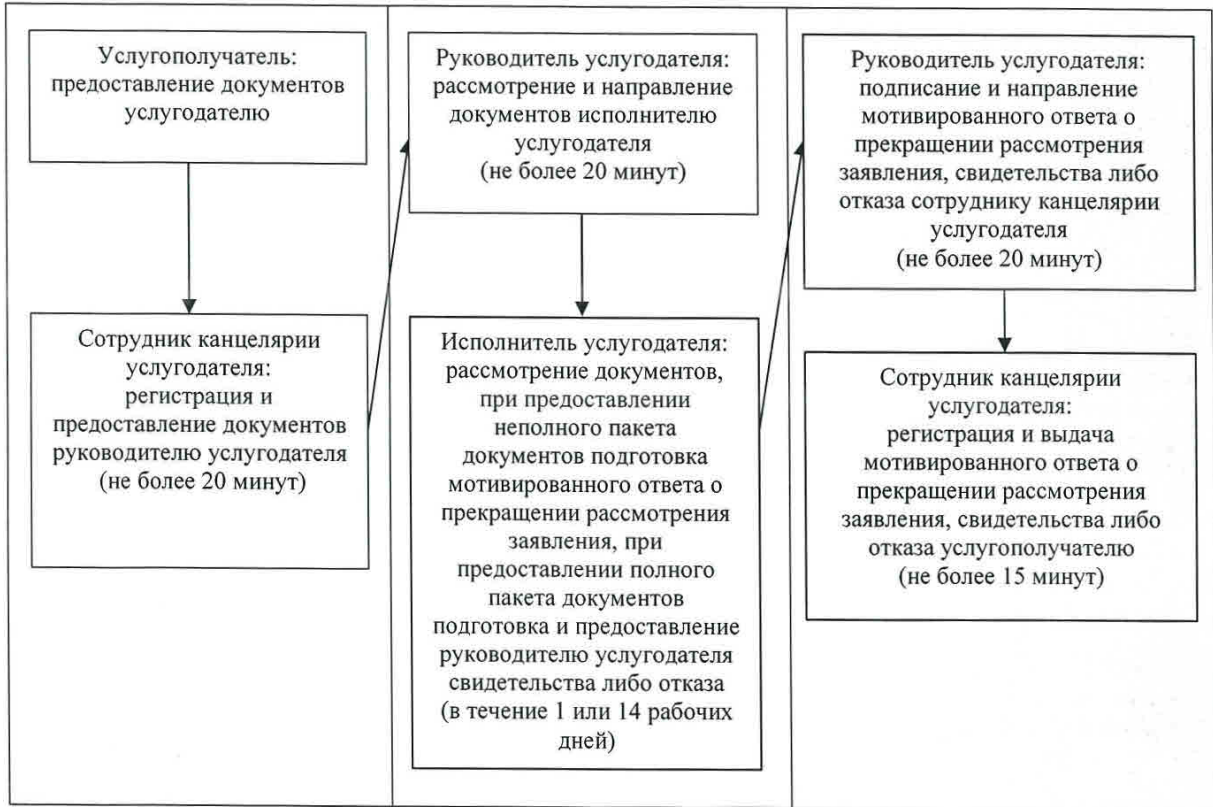 Услугополучатель:
предоставление документов
услугодателю
Сотрудник канцелярии
услугодателя:
регистрация и
предоставление документов
руководителю услугодателя
(не более 20 минут)
Руководитель услугодателя:
рассмотрение и направление
документов исполнителю
услугодателя
(не более 20 минут)
Исполнитель услугодателя:
рассмотрение документов,
при предоставлении
неполного пакета
документов подготовка
мотивированного ответа о
прекращении рассмотрения
заявления, при
предоставлении полного
пакета документов
подготовка и предоставление
руководителю услугодателя
свидетельства либо отказа
(в течение 1 или 14 рабочих
дней)
Руководитель услугодателя:
подписание и направление
мотивированного ответа о
прекращении рассмотрения
заявления, свидетельства либо
отказа сотруднику канцелярии
услугодателя
(не более 20 минут)
Сотрудник канцелярии
услугодателя:
регистрация и выдача
мотивированного ответа о
прекращении рассмотрения
заявления, свидетельства либо
отказа услугополучателю
(не более 15 минут)